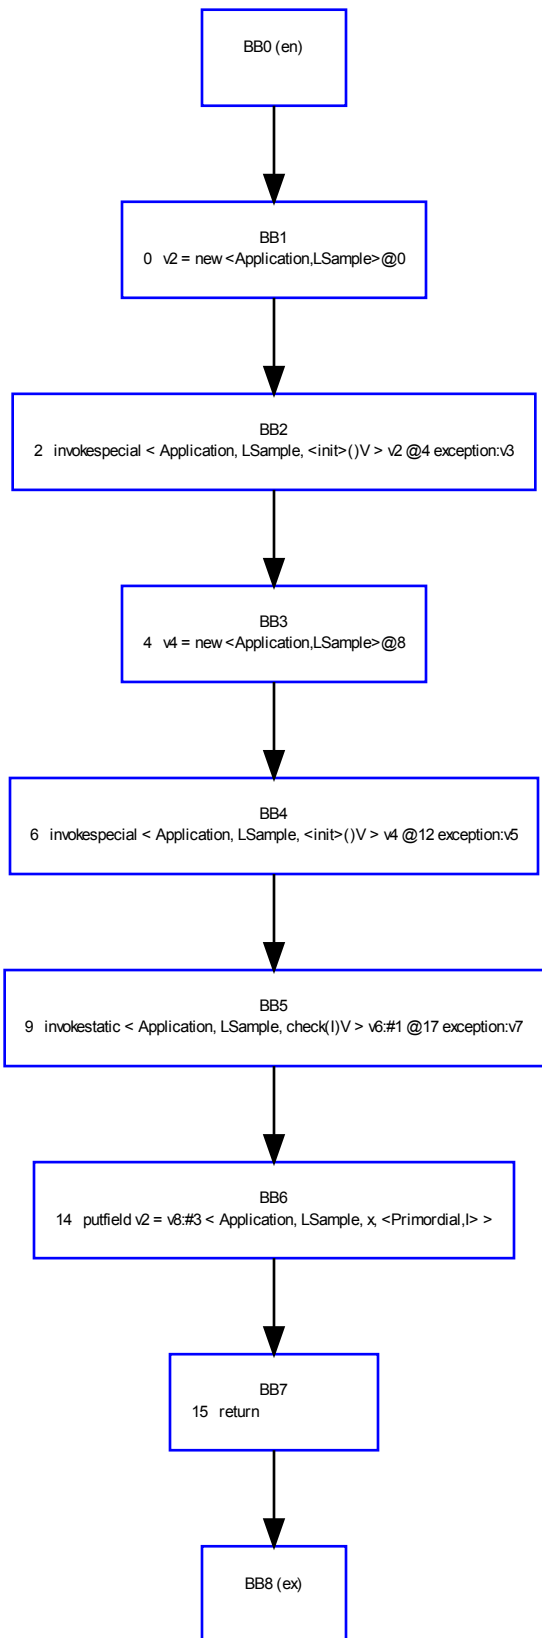 BB0 (en)
BB1
0 v2 = new <Application,LSample>@0
BB2
2 invokespecial < Application, LSample, <init>()V > v2 @4 exception:v3
BB3
4 v4 = new <Application,LSample>@8
BB4
6 invokespecial < Application, LSample, <init>()V > v4 @12 exception:v5
BB5
9 invokestatic < Application, LSample, check(I)V > v6:#1 @17 exception:v7
BB6
14 putfield v2 = v8:#3 < Application, LSample, x, <Primordial,I> >
BB7
15 return
BB8 (ex)